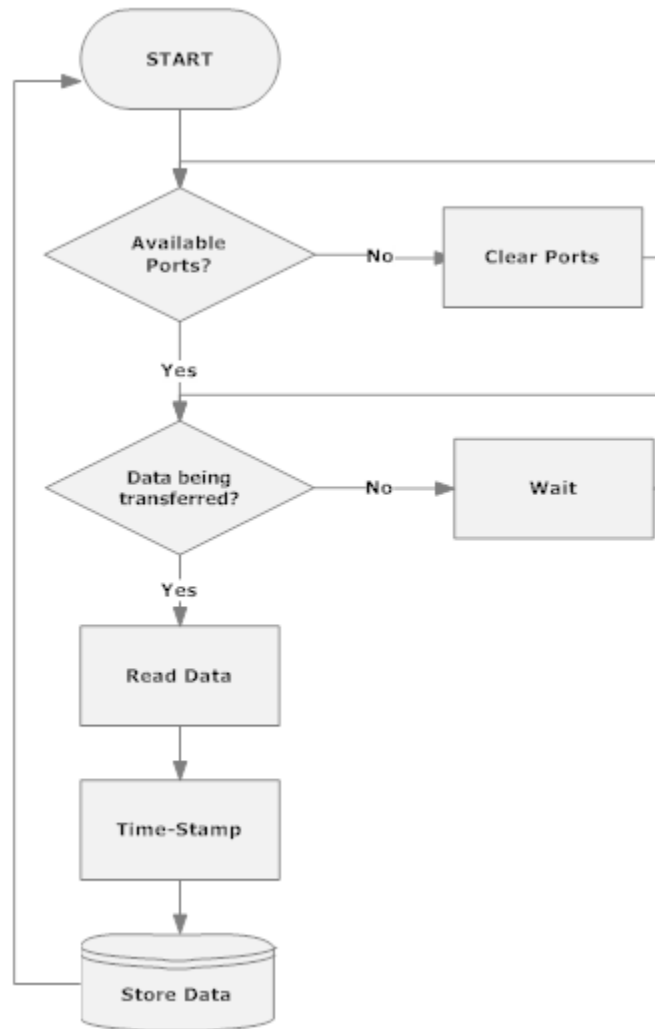 START
Available
Ports?
No
Clear Ports
Yes
Data being
transferred?
No
Wait
Yes
Read Data
Time-Stamp
Store Data